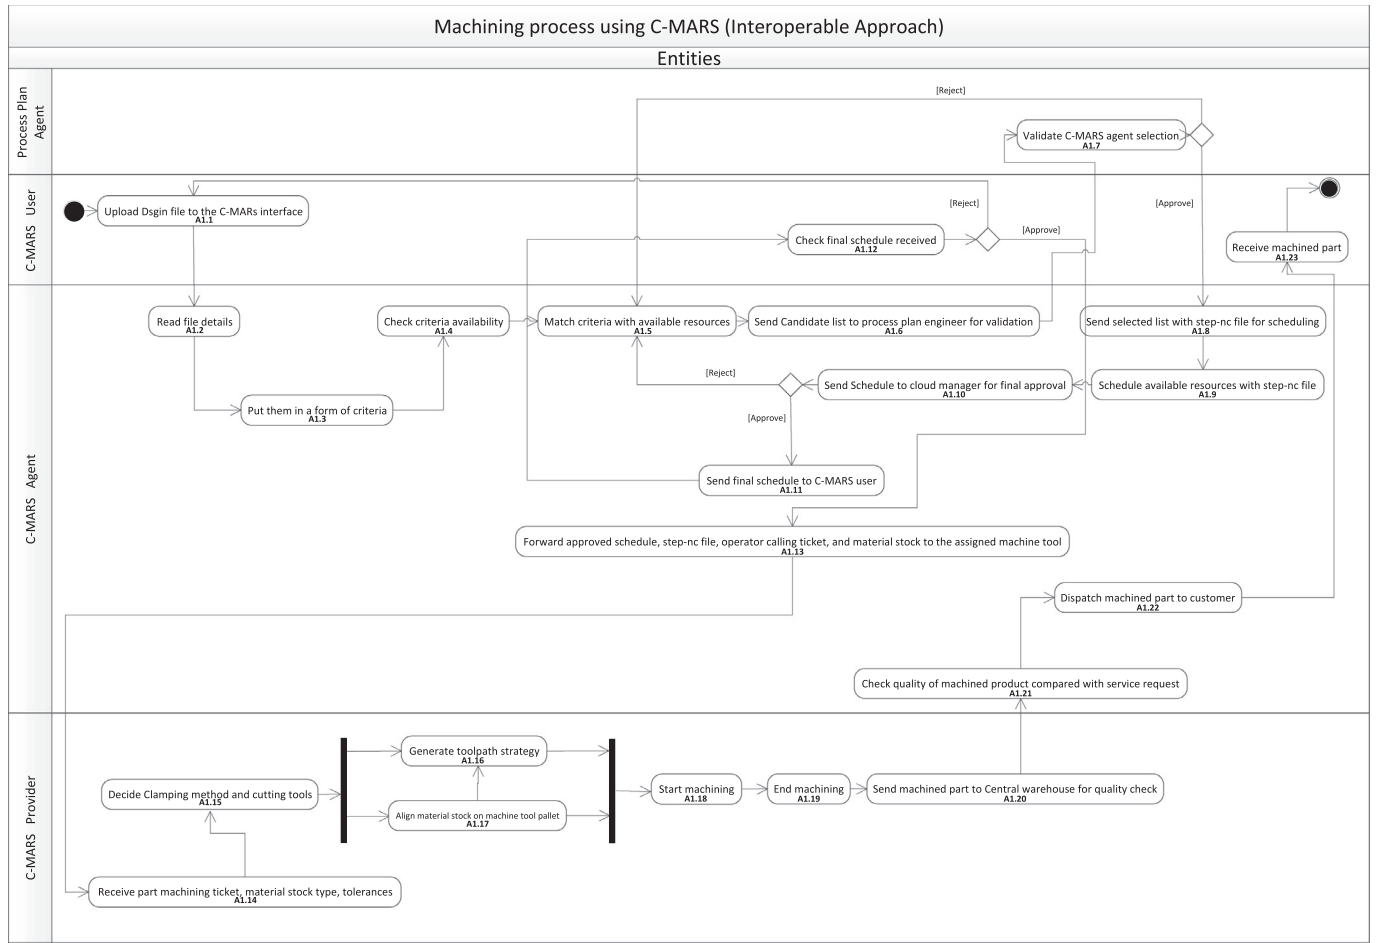 Machining process using C-MARS (Interoperable Approach)
Entities
Process Plan
Agent
[Reject]
Validate C-MARS agent selection
A1.7
C-MARS User
Upload Dsgin file to the C-MARs interface
A1.1
[Reject]
[Approve]
[Approve]
Check final schedule received
A1.12
Receive machined part
A1.23
C-MARS Agent
Read file details
A1.2
Check criteria availability
A1.4
Match criteria with available resources
A1.5
Send Candidate list to process plan engineer for validation
A1.6
Send selected list with step-nc file for scheduling
A1.8
[Reject]
Send Schedule to cloud manager for final approval
A1.10
Schedule available resources with step-nc file
A1.9
Put them in a form of criteria
A1.3
[Approve]
Send final schedule to C-MARS user
A1.11
Forward approved schedule, step-nc file, operator calling ticket, and material stock to the assigned machine tool
A1.13
Dispatch machined part to customer
A1.22
Check quality of machined product compared with service request
A1.21
C-MARS Provider
Generate toolpath strategy
A1.16
Decide Clamping method and cutting tools
A1.15
Align material stock on machine tool pallet
A1.17
Start machining
A1.18
End machining
A1.19
Send machined part to Central warehouse for quality check
A1.20
Receive part machining ticket, material stock type, tolerances
A1.14